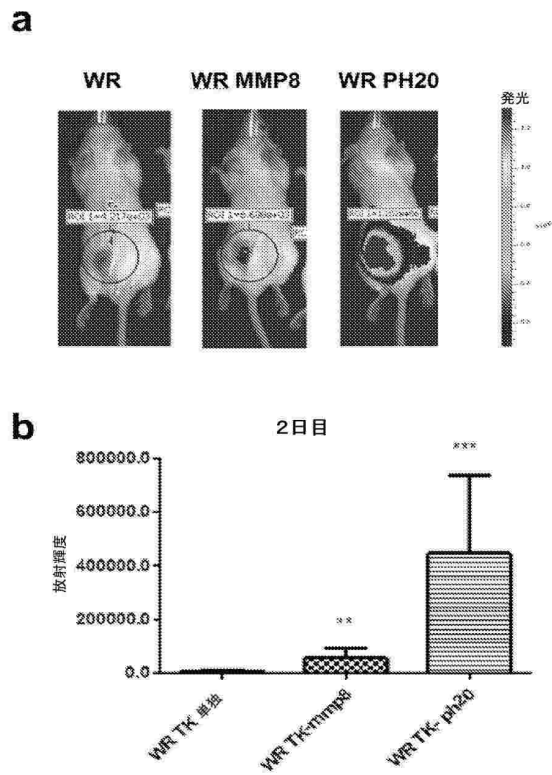 a
WR
WR MMP8
WR PH20
発光
b
2日目
***
**
放射輝度
800000.0
600000.0
400000.0
200000.0
0.0
WR TK 単独
WR TK-mmp8
WR TK- ph20